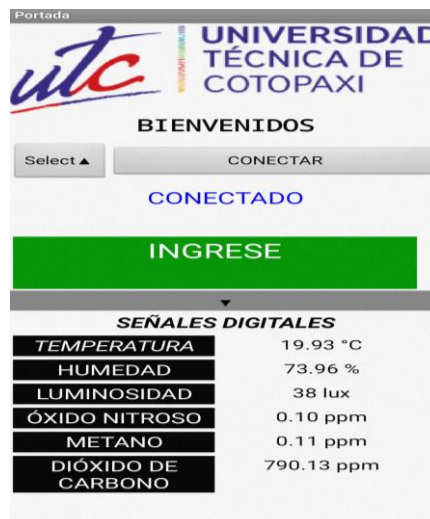 Portada
utc
UNIVERSIDAD
TÉCNICA DE
COTOPAXI
BIENVENIDOS
Select▲ CONECTAR
CONECTADO
INGRESE
▼
SEÑALES DIGITALES
TEMPERATURA 19.93 °C
HUMEDAD 73.96 %
LUMINOSIDAD 38 lux
ÓXIDO NITROSO 0.10 ppm
METANO 0.11 ppm
DIÓXIDO DE 790.13 ppm
CARBONO